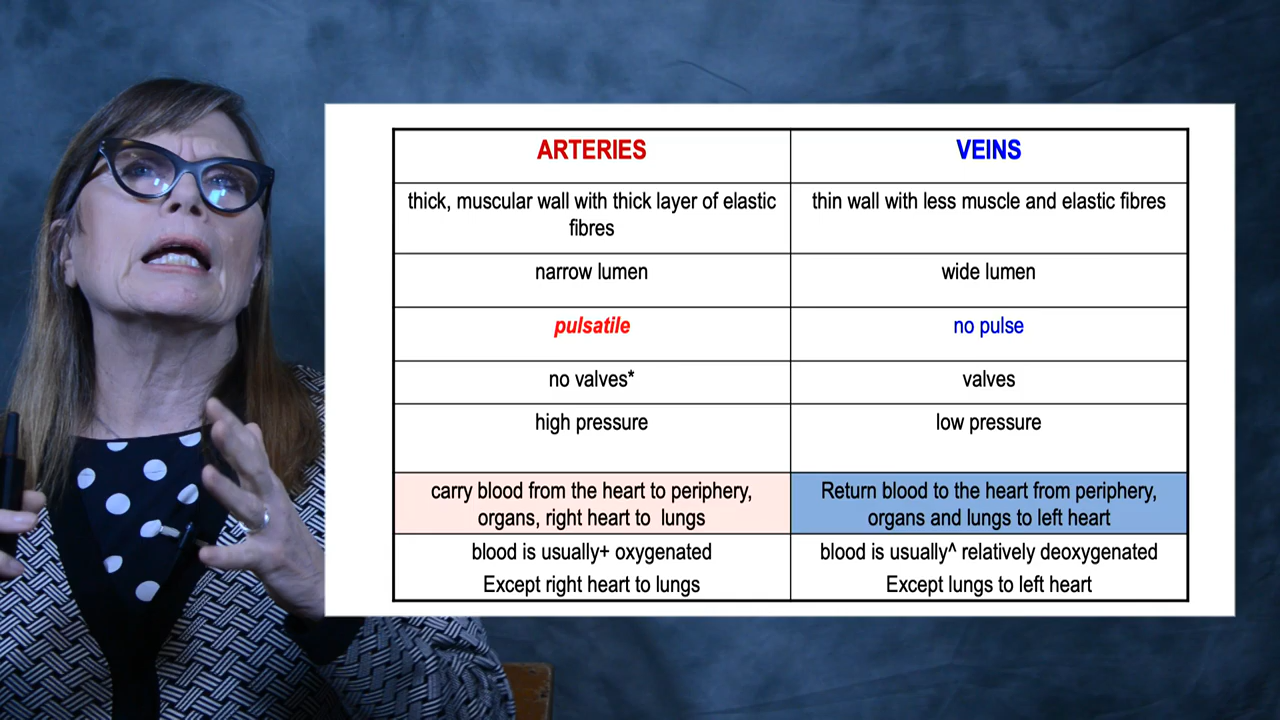 ARTERIES
VEINS
thick, muscular wall with thick layer of elastic
fibres
thin wall with less muscle and elastic fibres
narrow lumen
wide lumen
pulsatile
no pulse
no valves*
valves
high pressure
low pressure
carry blood from the heart to periphery,
organs, right heart to lungs
Return blood to the heart from periphery,
organs and lungs to left heart
blood is usually+ oxygenated
Except right heart to lungs
blood is usually^ relatively deoxygenated
Except lungs to left heart